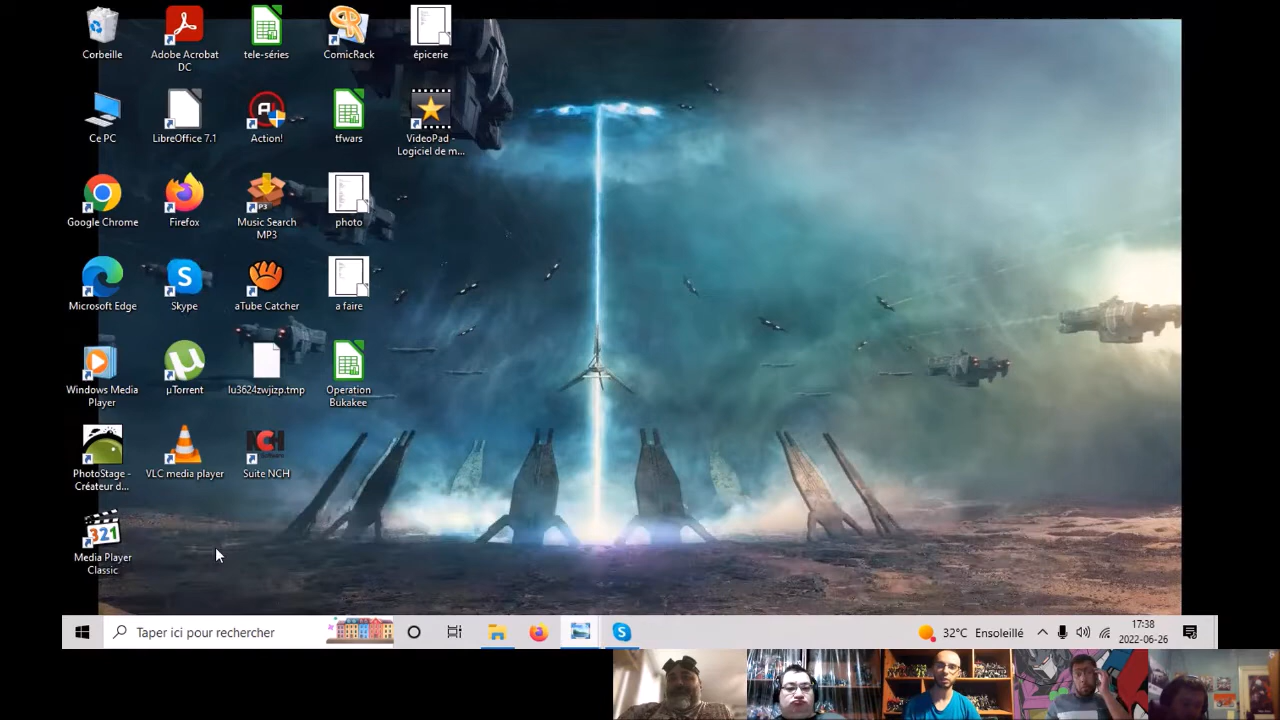 Corbeille
Adobe Acrobat
DC
tele-séries
ComicRack
épicerie
Ce PC
LibreOffice 7.1
Action!
tfwars
VideoPad -
Logiciel de m...
Google Chrome
Firefox
P3
Music Search
MP3
photo
Microsoft Edge
Skype
aTube Catcher
a faire
Windows Media
Player
µTorrent
lu3624zwjizp.tmp
Operation
Bukakee
PhotoStage -
Créateur d...
VLC media player
NCH
Suite NCH
321
Media Player
Classic
Taper ici pour rechercher
32°C Ensoleillé
17:38
2022-06-26